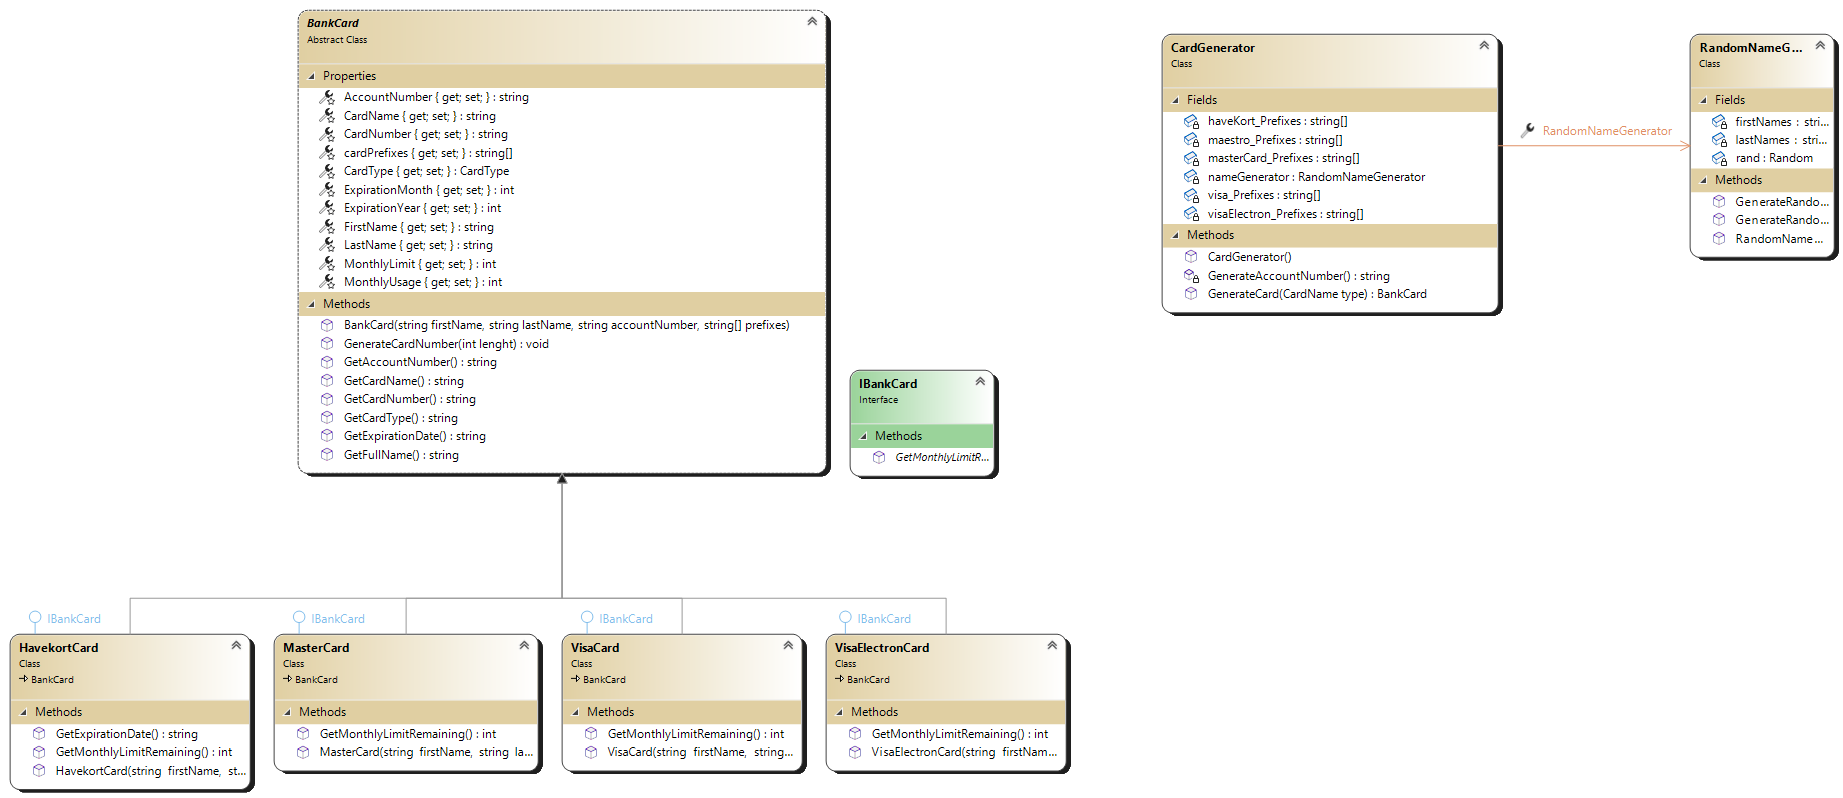 BankCard
Abstract Class
Properties
AccountNumber { get; set; } : string
CardName { get; set; } : string
CardNumber { get; set; } : string
cardPrefixes { get; set; } : string[]
CardType { get; set; } : CardType
ExpirationMonth { get; set; } : int
ExpirationYear { get; set; } : int
FirstName { get; set; } : string
LastName { get; set; } : string
MonthlyLimit { get; set; } : int
MonthlyUsage { get; set; } : int
Methods
BankCard(string firstName, string lastName, string accountNumber, string[] prefixes)
GenerateCardNumber(int lenght) : void
GetAccountNumber() : string
GetCardName() : string
GetCardNumber() : string
GetCardType() : string
GetExpirationDate() : string
GetFullName() : string
IBankCard
Interface
Methods
GetMonthlyLimitR...
CardGenerator
Class
Fields
haveKort_Prefixes : string[]
maestro_Prefixes : string[]
masterCard_Prefixes : string[]
nameGenerator : RandomNameGenerator
visa_Prefixes : string[]
visaElectron_Prefixes : string[]
Methods
CardGenerator()
GenerateAccountNumber() : string
GenerateCard(CardName type) : BankCard
RandomNameGenerator
RandomNameG...
Class
Fields
firstNames : stri...
lastNames : stri...
rand : Random
Methods
GenerateRando...
GenerateRando...
RandomName...
IBankCard
HavekortCard
Class
BankCard
Methods
GetExpirationDate() : string
GetMonthlyLimitRemaining() : int
HavekortCard(string firstName, st...
IBankCard
MasterCard
Class
BankCard
Methods
GetMonthlyLimitRemaining() : int
MasterCard(string firstName, string la...
IBankCard
VisaCard
Class
BankCard
Methods
GetMonthlyLimitRemaining() : int
VisaCard(string firstName, string...
IBankCard
VisaElectronCard
Class
BankCard
Methods
GetMonthlyLimitRemaining() : int
VisaElectronCard(string firstNam...